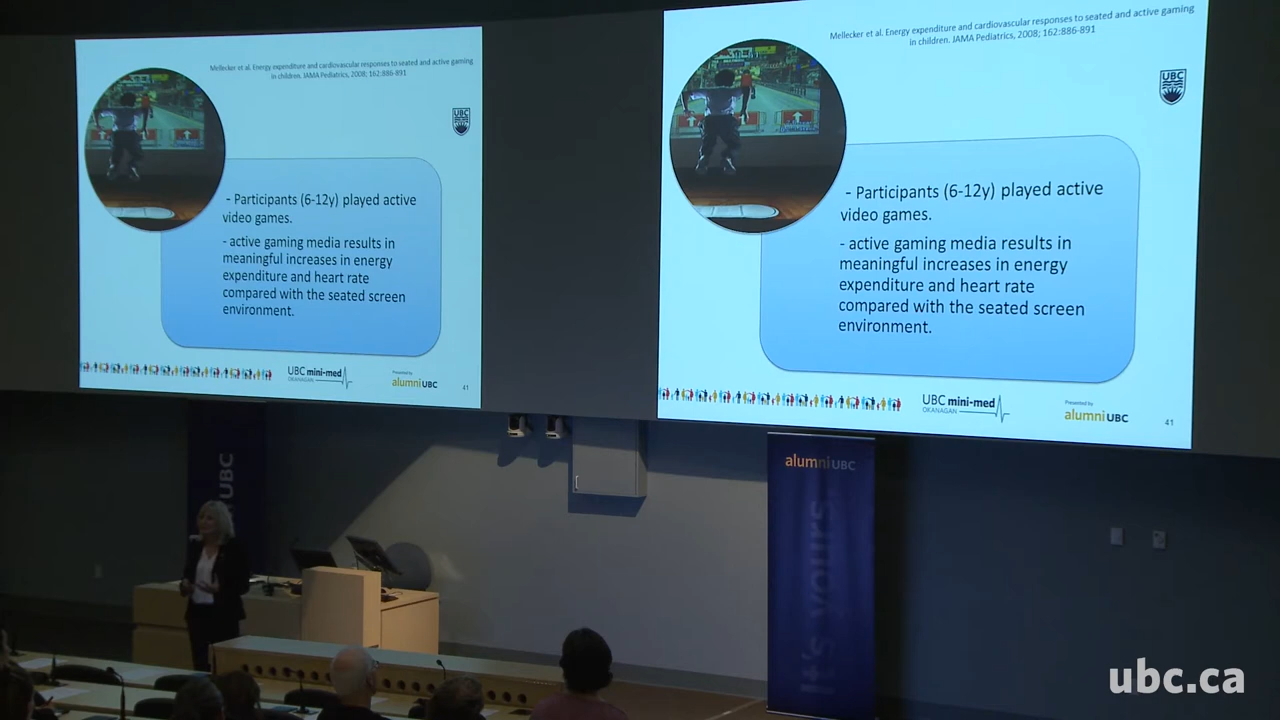 Mellecker et al. Energy expenditure and cardiovascular responses to seated and active gaming
in children. JAMA Pediatrics, 2008; 162:886-891
UBC
- Participants (6-12y) played active
video games.
- active gaming media results in
meaningful increases in energy
expenditure and heart rate
compared with the seated screen
environment.
UBC mini-med
OKANAGAN
Presented by
alumni UBC
41
Mellecker et al. Energy expenditure and cardiovascular responses to seated and active gaming
in children. JAMA Pediatrics, 2008; 162:886-891
UBC
- Participants (6-12y) played active
video games.
- active gaming media results in
meaningful increases in energy
expenditure and heart rate
compared with the seated screen
environment.
UBC mini-med
OKANAGAN
Presented by
alumni UBC
41
UBC
alumni UBC
It's yours.
ubc.ca